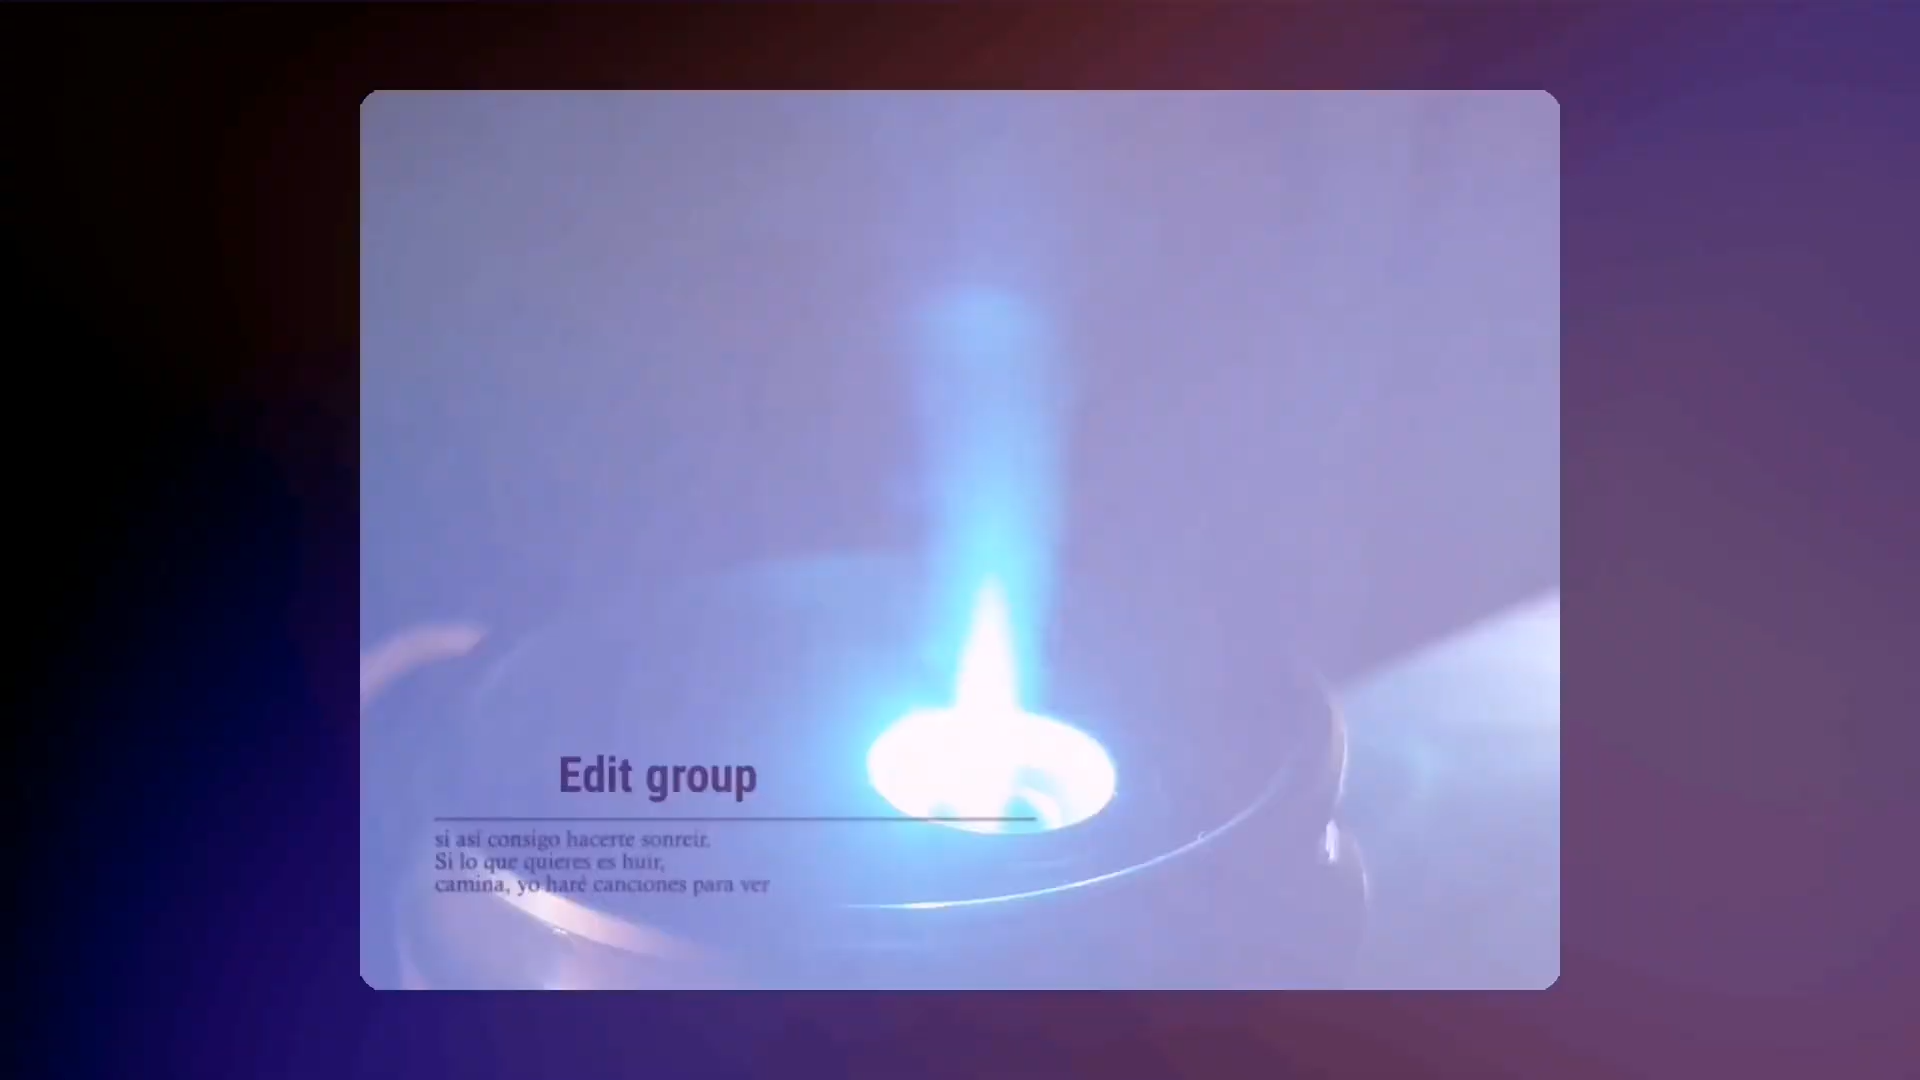 Edit group
si así consigo hacerte sonreír.
Si lo que quieres es huir,
camina, yo haré canciones para ver